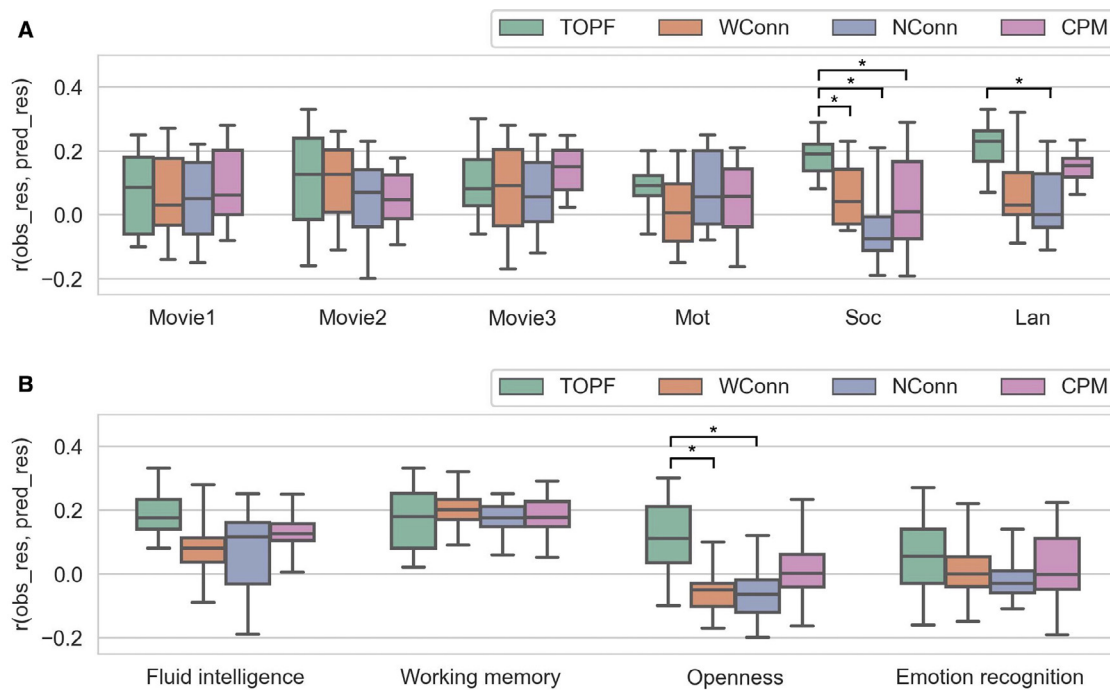 A
TOPF WConn NConn CPM
r(obs_res, pred_res)
0.4
0.2
0.0
−0.2
* * * *
Movie1 Movie2 Movie3 Mot Soc Lan
B
TOPF WConn NConn CPM
r(obs_res, pred_res)
0.4
0.2
0.0
−0.2
* *
Fluid intelligence Working memory Openness Emotion recognition